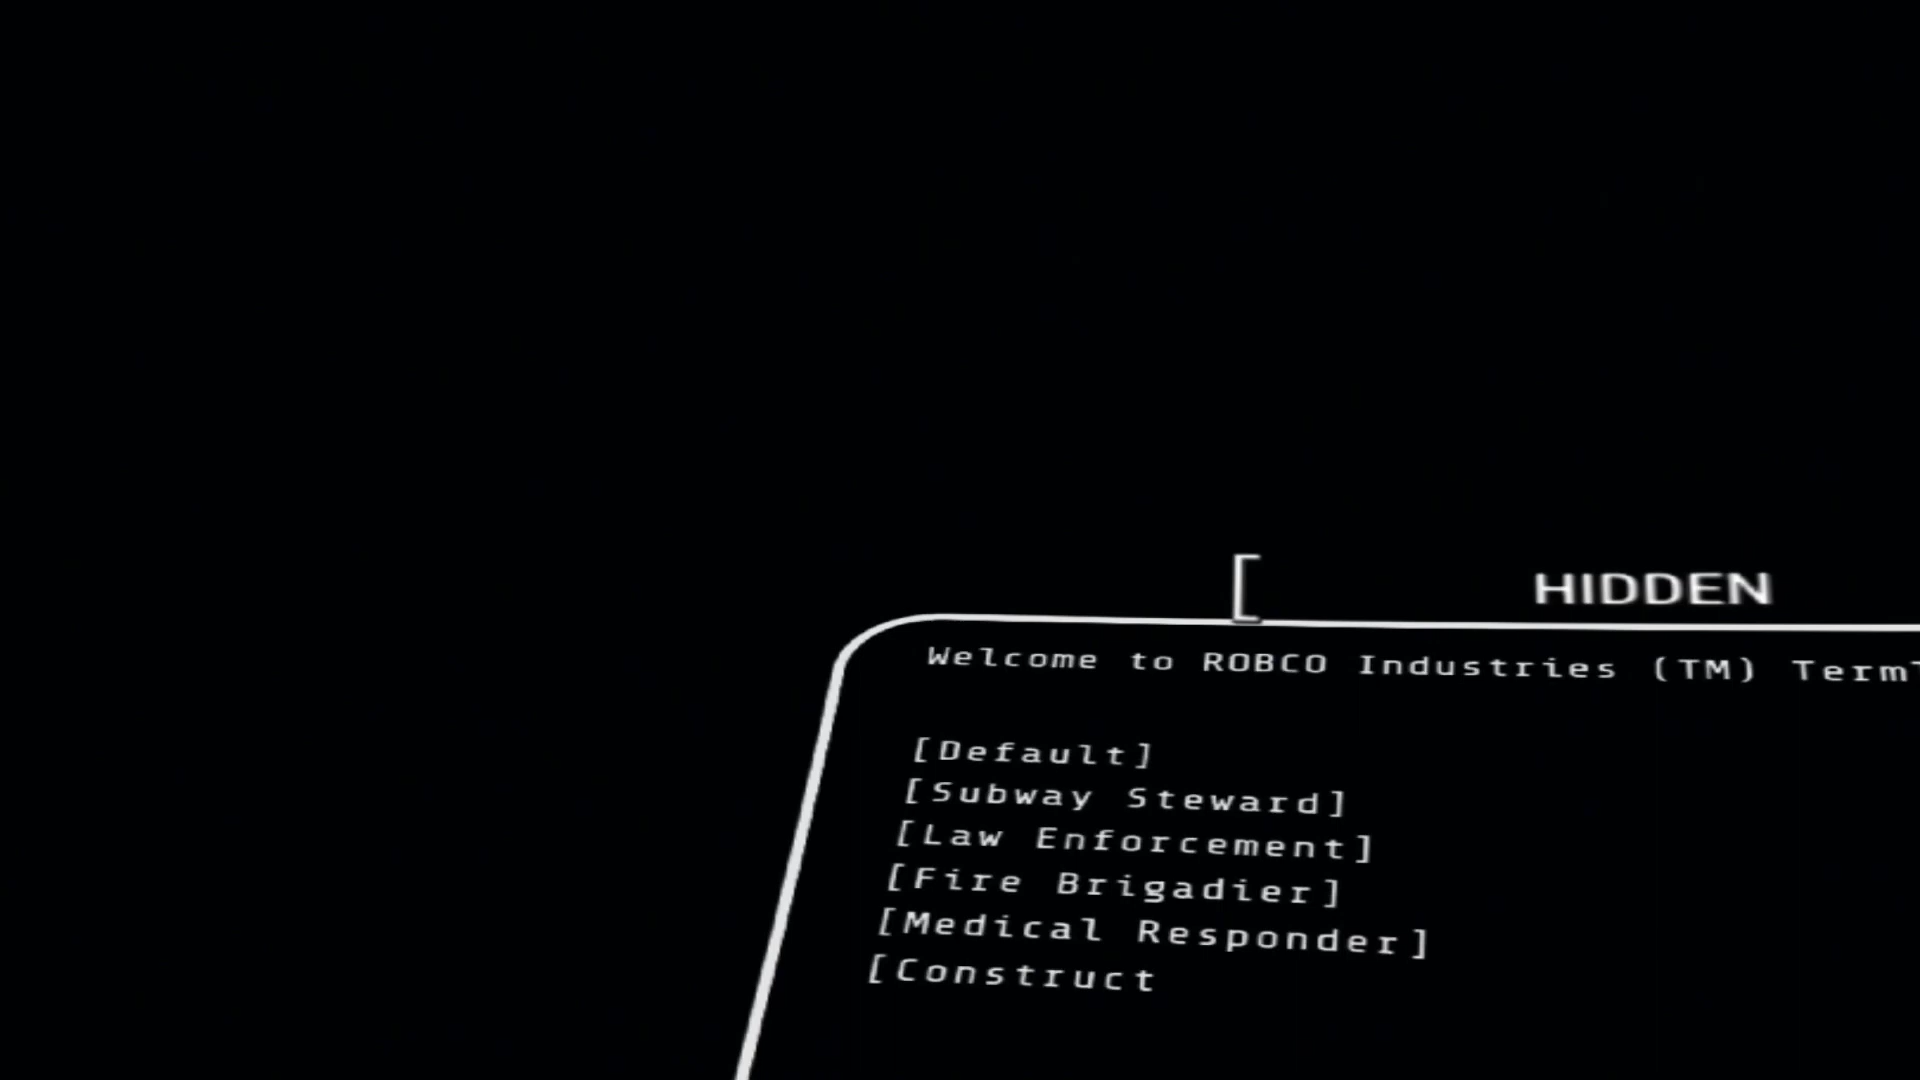 [ HIDDEN
Welcome to ROBCO Industries (TM) Term
[Default]
[Subway Steward]
[Law Enforcement]
[Fire Brigadier]
[Medical Responder]
[Construct